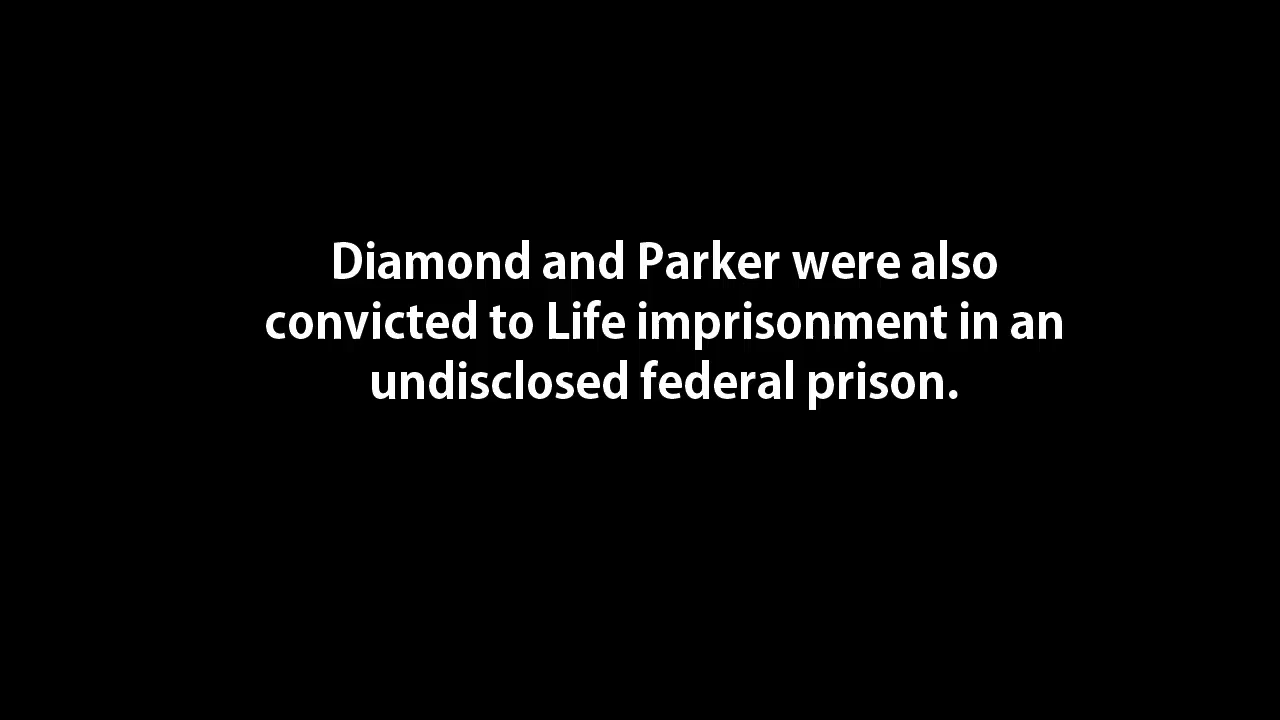 Diamond and Parker were also
convicted to Life imprisonment in an
undisclosed federal prison.